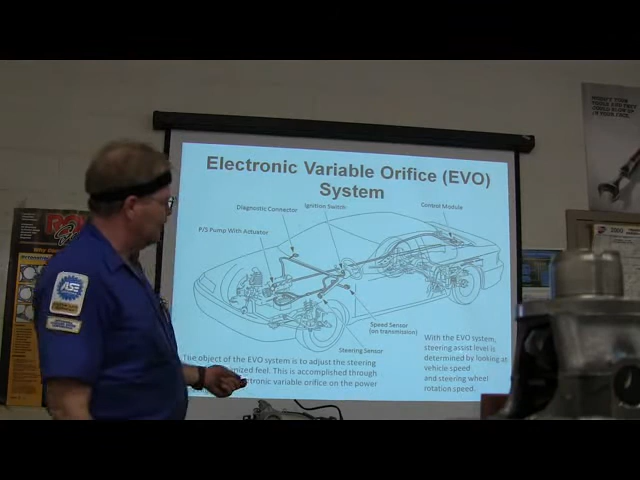 Electronic Variable Orifice (EVO)
System
Diagnostic Connector
Ignition Switch
Control Module
P/S Pump With Actuator
Speed Sensor
(on transmission)
Steering Sensor
The object of the EVO system is to adjust the steering
feel. This is accomplished through
variable orifice on the power
With the EVO system,
steering assist level is
determined by looking at
vehicle speed
and steering wheel
rotation speed.
ASE